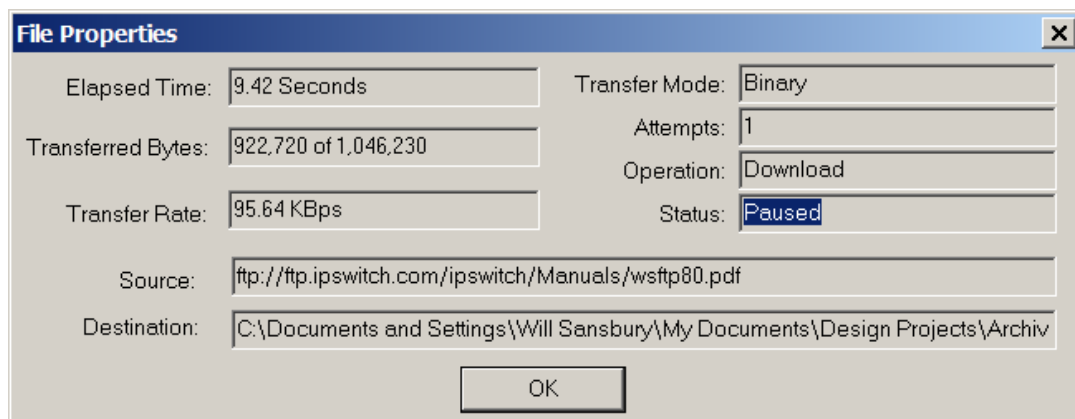 File Properties
Elapsed Time: 9.42 Seconds
Transferred Bytes: 922,720 of 1,046,230
Transfer Rate: 95.64 KBps
Transfer Mode: Binary
Attempts: 1
Operation: Download
Status: Paused
Source: ftp://ftp.ipswitch.com/ipswitch/Manuals/wsftp80.pdf
Destination: C:\Documents and Settings\Will Sansbury\My Documents\Design Projects\Archiv
OK